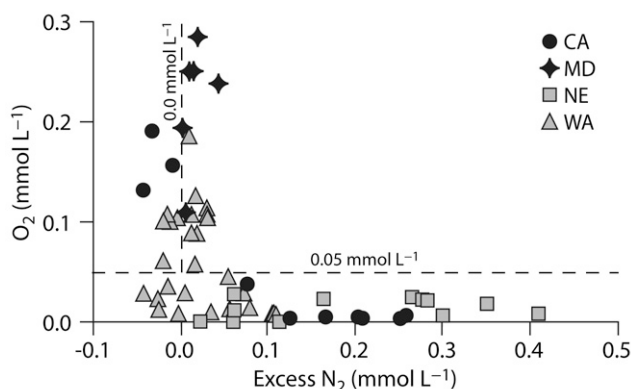 0.3
0.2
0.1
0.0
O₂ (mmol L⁻¹)
0.0 mmol L⁻¹
CA
MD
NE
WA
0.05 mmol L⁻¹
-0.1 0.0 0.1 0.2 0.3 0.4 0.5
Excess N₂ (mmol L⁻¹)